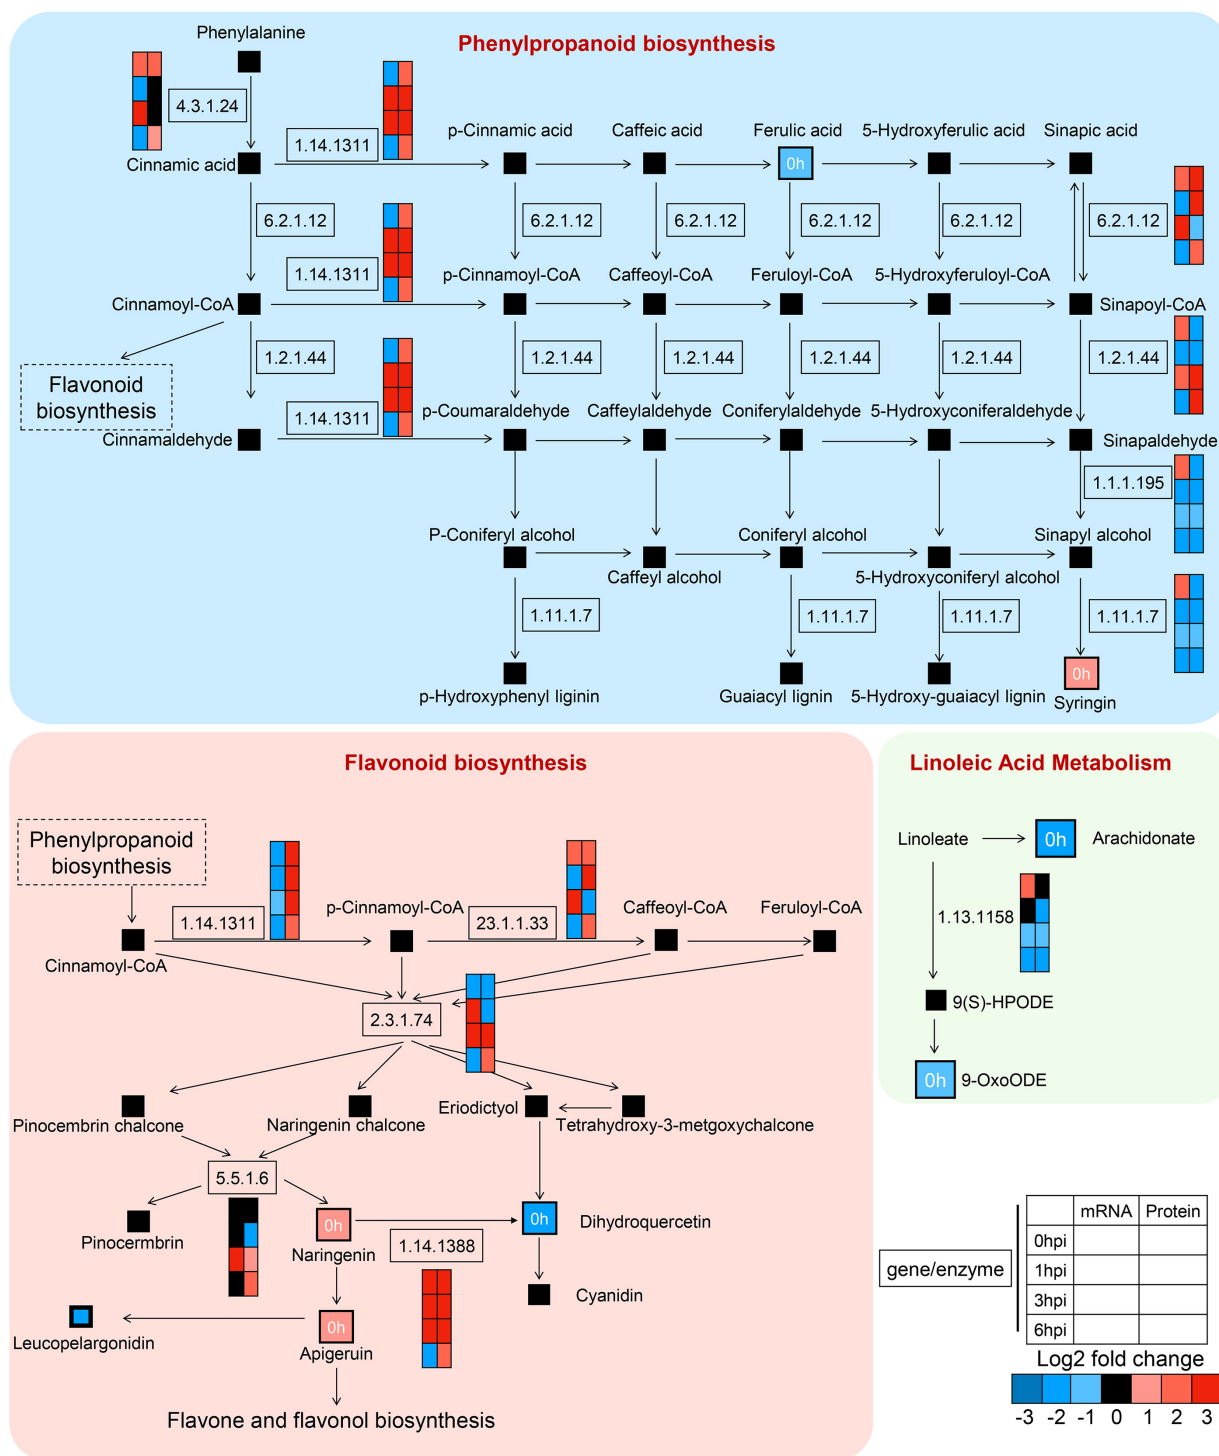 Phenylpropanoid biosynthesis
Phenylalanine
4.3.1.24
1.14.1311
Cinnamic acid
p-Cinnamic acid
Caffeic acid
Ferulic acid
5-Hydroxyferulic acid
Sinapic acid
0h
6.2.1.12
6.2.1.12
6.2.1.12
6.2.1.12
6.2.1.12
6.2.1.12
1.14.1311
Cinnamoyl-CoA
p-Cinnamoyl-CoA
Caffeoyl-CoA
Feruloyl-CoA
5-Hydroxyferuloyl-CoA
Sinapoyl-CoA
Flavonoid
biosynthesis
1.2.1.44
1.2.1.44
1.2.1.44
1.2.1.44
1.2.1.44
1.2.1.44
1.14.1311
Cinnamaldehyde
p-Coumaraldehyde
Caffeylaldehyde
Coniferylaldehyde
5-Hydroxyconiferaldehyde
Sinapaldehyde
1.1.1.195
P-Coniferyl alcohol
Caffeyl alcohol
Coniferyl alcohol
5-Hydroxyconiferyl alcohol
Sinapyl alcohol
1.11.1.7
1.11.1.7
1.11.1.7
1.11.1.7
0h
p-Hydroxyphenyl liginin
Guaiacyl lignin
5-Hydroxy-guaiacyl lignin
Syringin
Flavonoid biosynthesis
Phenylpropanoid
biosynthesis
1.14.1311
p-Cinnamoyl-CoA
23.1.1.33
Caffeoyl-CoA
Feruloyl-CoA
Cinnamoyl-CoA
2.3.1.74
Pinocembrin chalcone
Naringenin chalcone
Eriodictyol
Tetrahydroxy-3-metgoxychalcone
5.5.1.6
Pinocermbrin
0h
Naringenin
1.14.1388
0h
Dihydroquercetin
Cyanidin
Leucopelargonidin
0h
Apigeruin
Flavone and flavonol biosynthesis
Linoleic Acid Metabolism
Linoleate
0h
Arachidonate
1.13.1158
9(S)-HPODE
0h
9-OxoODE
gene/enzyme
mRNA Protein
0hpi
1hpi
3hpi
6hpi
Log2 fold change
-3 -2 -1 0 1 2 3